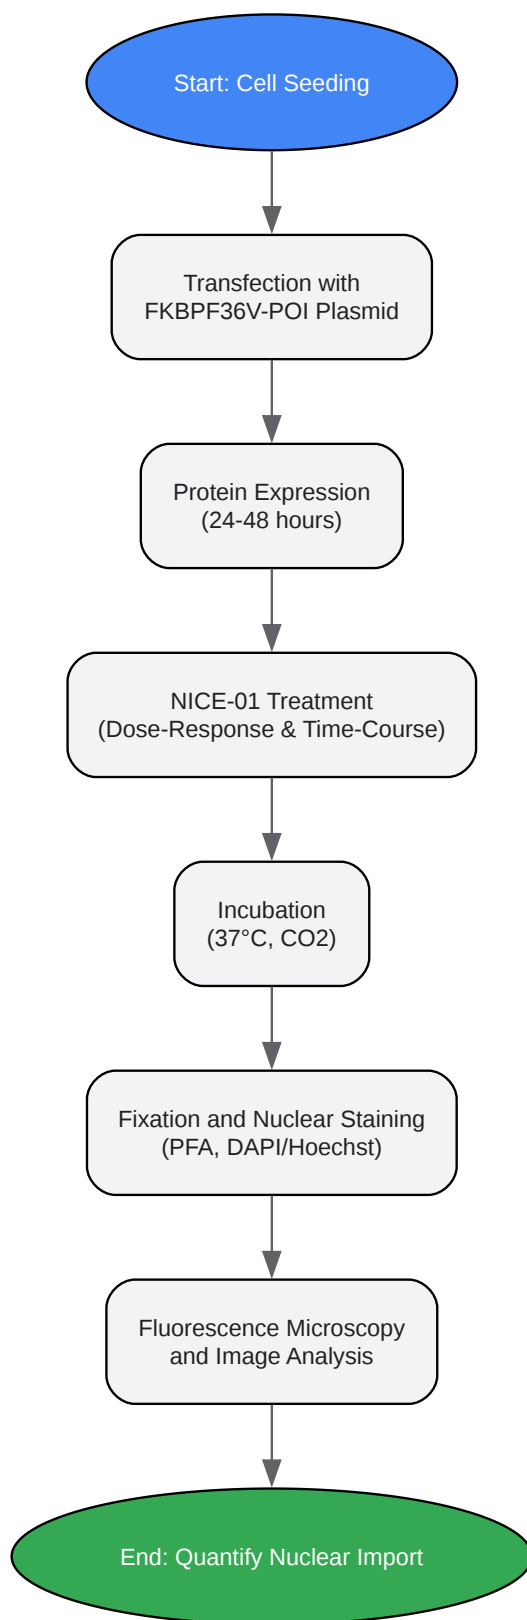 Start: Cell Seeding
Transfection with
FKBPF36V-POI Plasmid
Protein Expression
(24-48 hours)
NICE-01 Treatment
(Dose-Response & Time-Course)
Incubation
(37°C, CO2)
Fixation and Nuclear Staining
(PFA, DAPI/Hoechst)
Fluorescence Microscopy
and Image Analysis
End: Quantify Nuclear Import